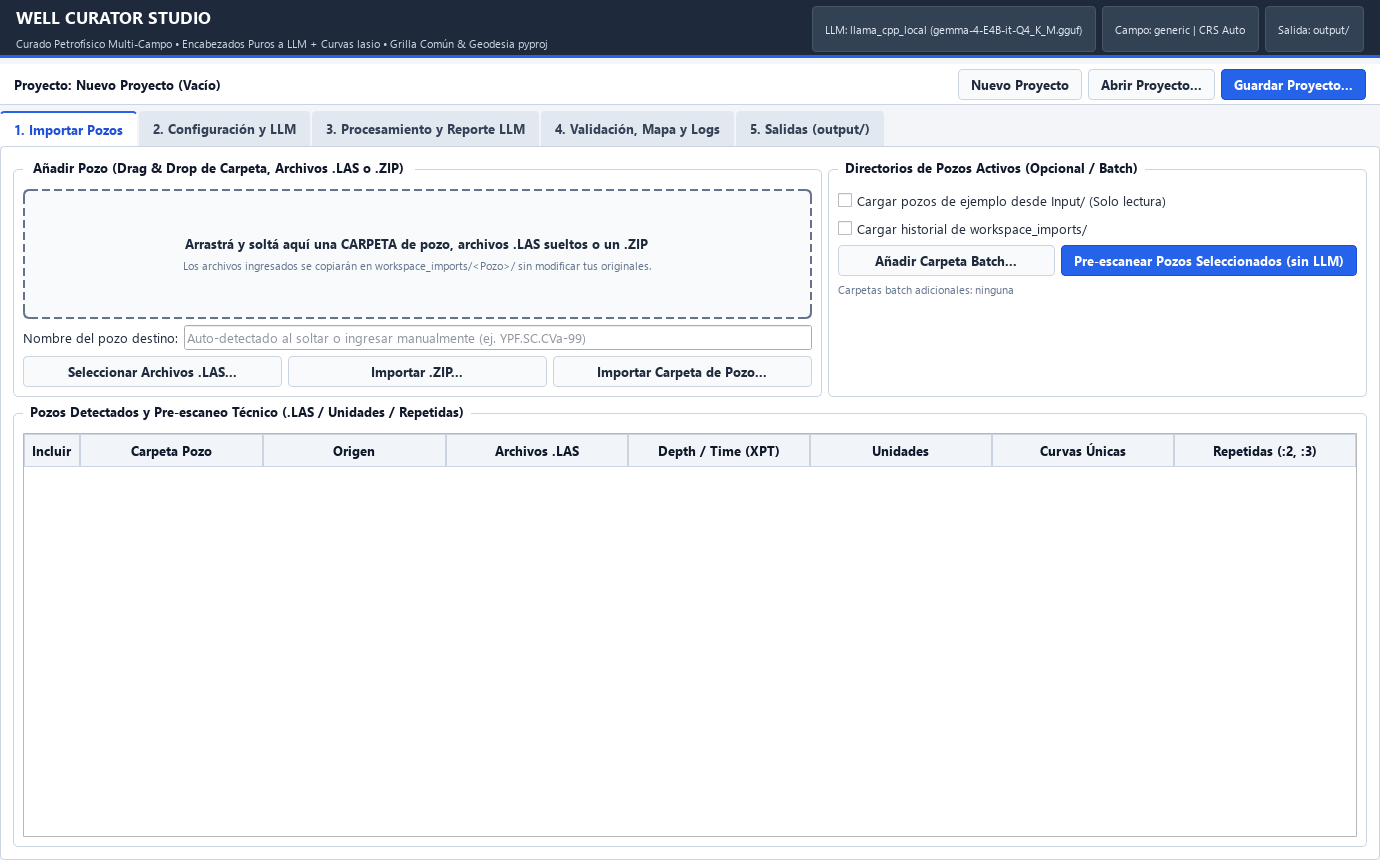 WELL CURATOR STUDIO
Curado Petrofísico Multi-Campo • Encabezados Puros a LLM + Curvas lasio • Grilla Común & Geodesia pyproj
LLM: llama_cpp_local (gemma-4-E4B-it-Q4_K_M.gguf)
Campo: generic | CRS Auto
Salida: output/
Proyecto: Nuevo Proyecto (Vacío)
Nuevo Proyecto
Abrir Proyecto...
Guardar Proyecto...
1. Importar Pozos
2. Configuración y LLM
3. Procesamiento y Reporte LLM
4. Validación, Mapa y Logs
5. Salidas (output/)
Añadir Pozo (Drag & Drop de Carpeta, Archivos .LAS o .ZIP)
Arrastrá y soltá aquí una CARPETA de pozo, archivos .LAS sueltos o un .ZIP
Los archivos ingresados se copiarán en workspace_imports/<Pozo>/ sin modificar tus originales.
Nombre del pozo destino:
Auto-detectado al soltar o ingresar manualmente (ej. YPF.SC.CVa-99)
Seleccionar Archivos .LAS...
Importar .ZIP...
Importar Carpeta de Pozo...
Directorios de Pozos Activos (Opcional / Batch)
Cargar pozos de ejemplo desde Input/ (Solo lectura)
Cargar historial de workspace_imports/
Añadir Carpeta Batch...
Pre-escanear Pozos Seleccionados (sin LLM)
Carpetas batch adicionales: ninguna
Pozos Detectados y Pre-escaneo Técnico (.LAS / Unidades / Repetidas)
Incluir
Carpeta Pozo
Origen
Archivos .LAS
Depth / Time (XPT)
Unidades
Curvas Únicas
Repetidas (:2, :3)